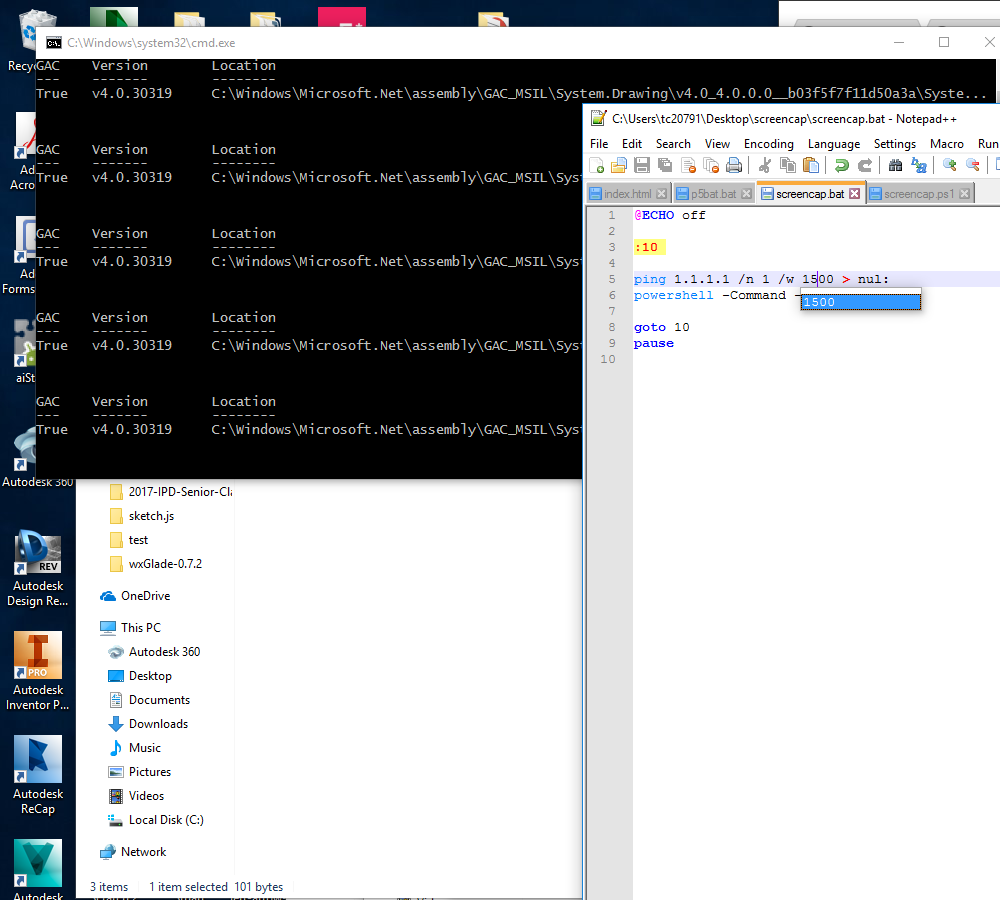 C:\Windows\system32\cmd.exe
GAC Version Location
--- ------- --------
True v4.0.30319 C:\Windows\Microsoft.Net\assembly\GAC_MSIL\System.Drawing\v4.0_4.0.0.0__b03f5f7f11d50a3a\Syste...
GAC Version Location
--- ------- --------
True v4.0.30319 C:\Windows\Microsoft.Net\assembly\GAC_MSIL\Sys
GAC Version Location
--- ------- --------
True v4.0.30319 C:\Windows\Microsoft.Net\assembly\GAC_MSIL\Sys
GAC Version Location
--- ------- --------
True v4.0.30319 C:\Windows\Microsoft.Net\assembly\GAC_MSIL\Sys
GAC Version Location
--- ------- --------
True v4.0.30319 C:\Windows\Microsoft.Net\assembly\GAC_MSIL\Sys
C:\Users\tc20791\Desktop\screencap\screencap.bat - Notepad++
File Edit Search View Encoding Language Settings Macro Run
index.html p5bat.bat screencap.bat screencap.ps1
1 @ECHO off
2
3 :10
4
5 ping 1.1.1.1 /n 1 /w 1500 > nul:
6 powershell -Command -
1500
7
8 goto 10
9 pause
10
Recyc
Ad
Acro
Ad
Forms
aiSt
Autodesk 360
REV
Autodesk
Design Re...
PRO
Autodesk
Inventor P...
Autodesk
ReCap
Autodesk
2017-IPD-Senior-Cla
sketch.js
test
wxGlade-0.7.2
OneDrive
This PC
Autodesk 360
Desktop
Documents
Downloads
Music
Pictures
Videos
Local Disk (C:)
Network
3 items 1 item selected 101 bytes